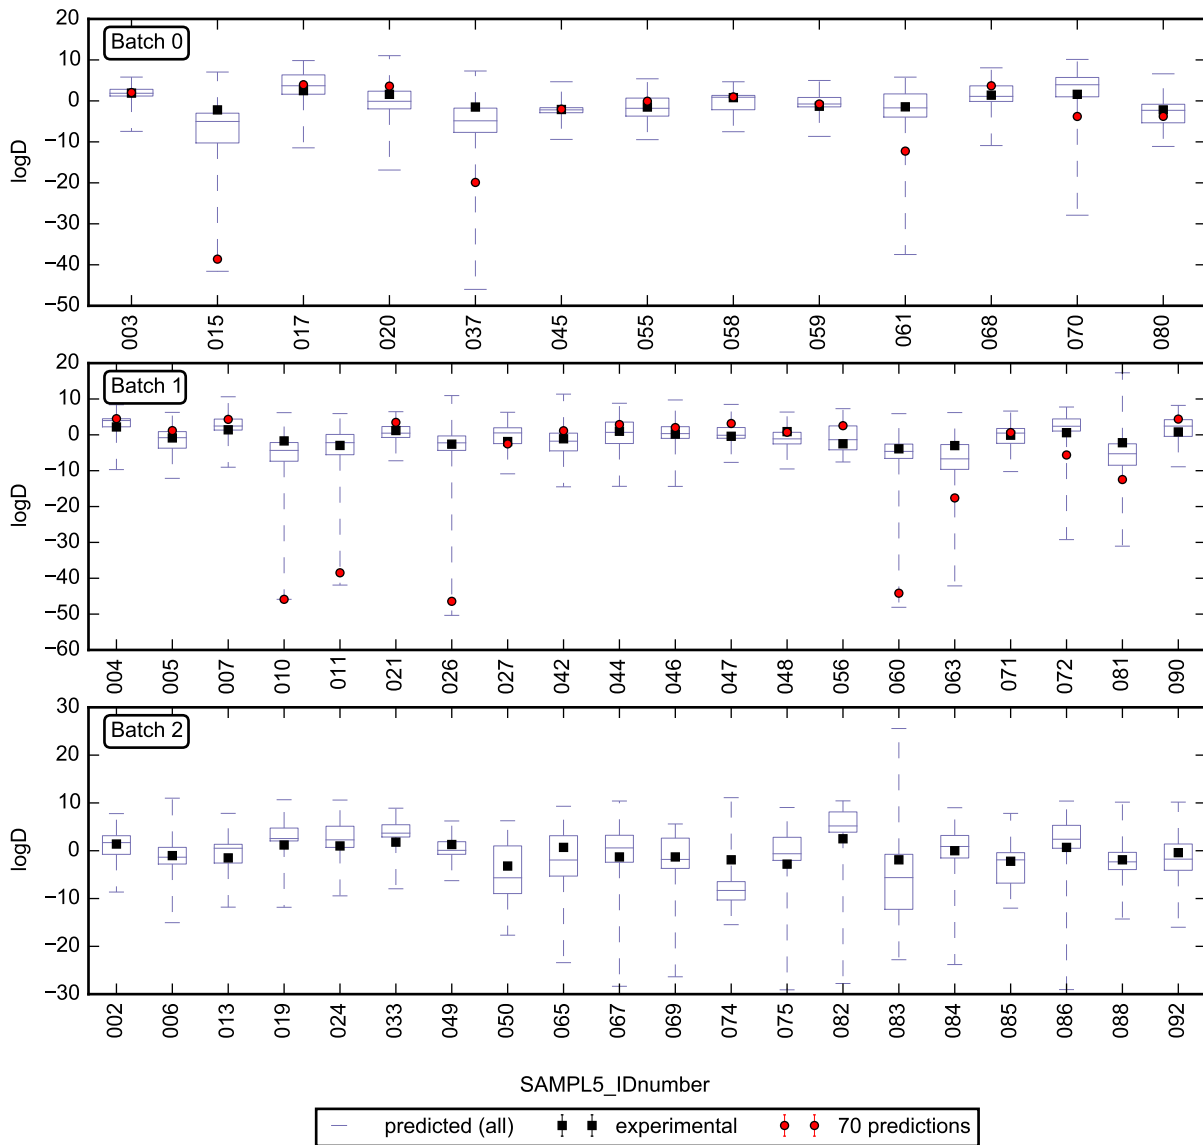 20
Batch 0
10
0
−10
−20
−30
−40
−50
logD
003 015 017 020 037 045 055 058 059 061 068 070 080
20
Batch 1
10
0
−10
−20
−30
−40
−50
−60
logD
004 005 007 010 011 021 026 027 042 044 046 047 048 056 060 063 071 072 081 090
30
Batch 2
20
10
0
−10
−20
−30
logD
002 006 013 019 024 033 049 050 065 067 069 074 075 082 083 084 085 086 088 092
SAMPL5_IDnumber
predicted (all) experimental 70 predictions